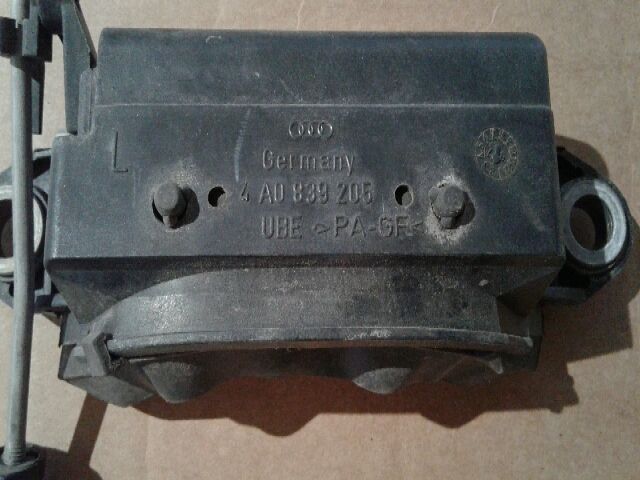 L
Germany
4 A0 839 205
UBE >PA-GF<